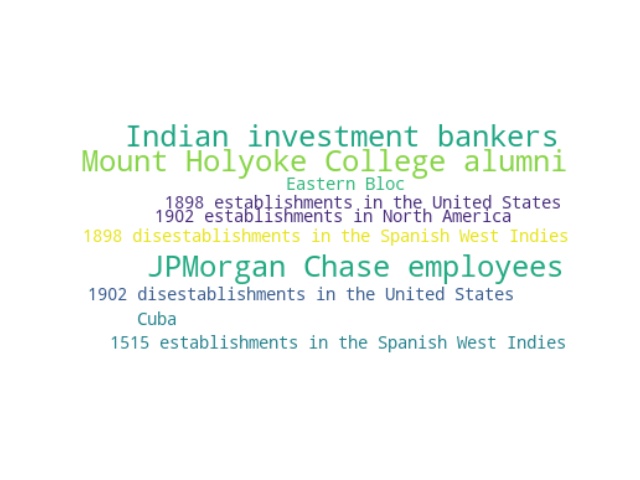 Indian investment bankers
Mount Holyoke College alumni
Eastern Bloc
1898 establishments in the United States
1902 establishments in North America
1898 disestablishments in the Spanish West Indies
JPMorgan Chase employees
1902 disestablishments in the United States
Cuba
1515 establishments in the Spanish West Indies